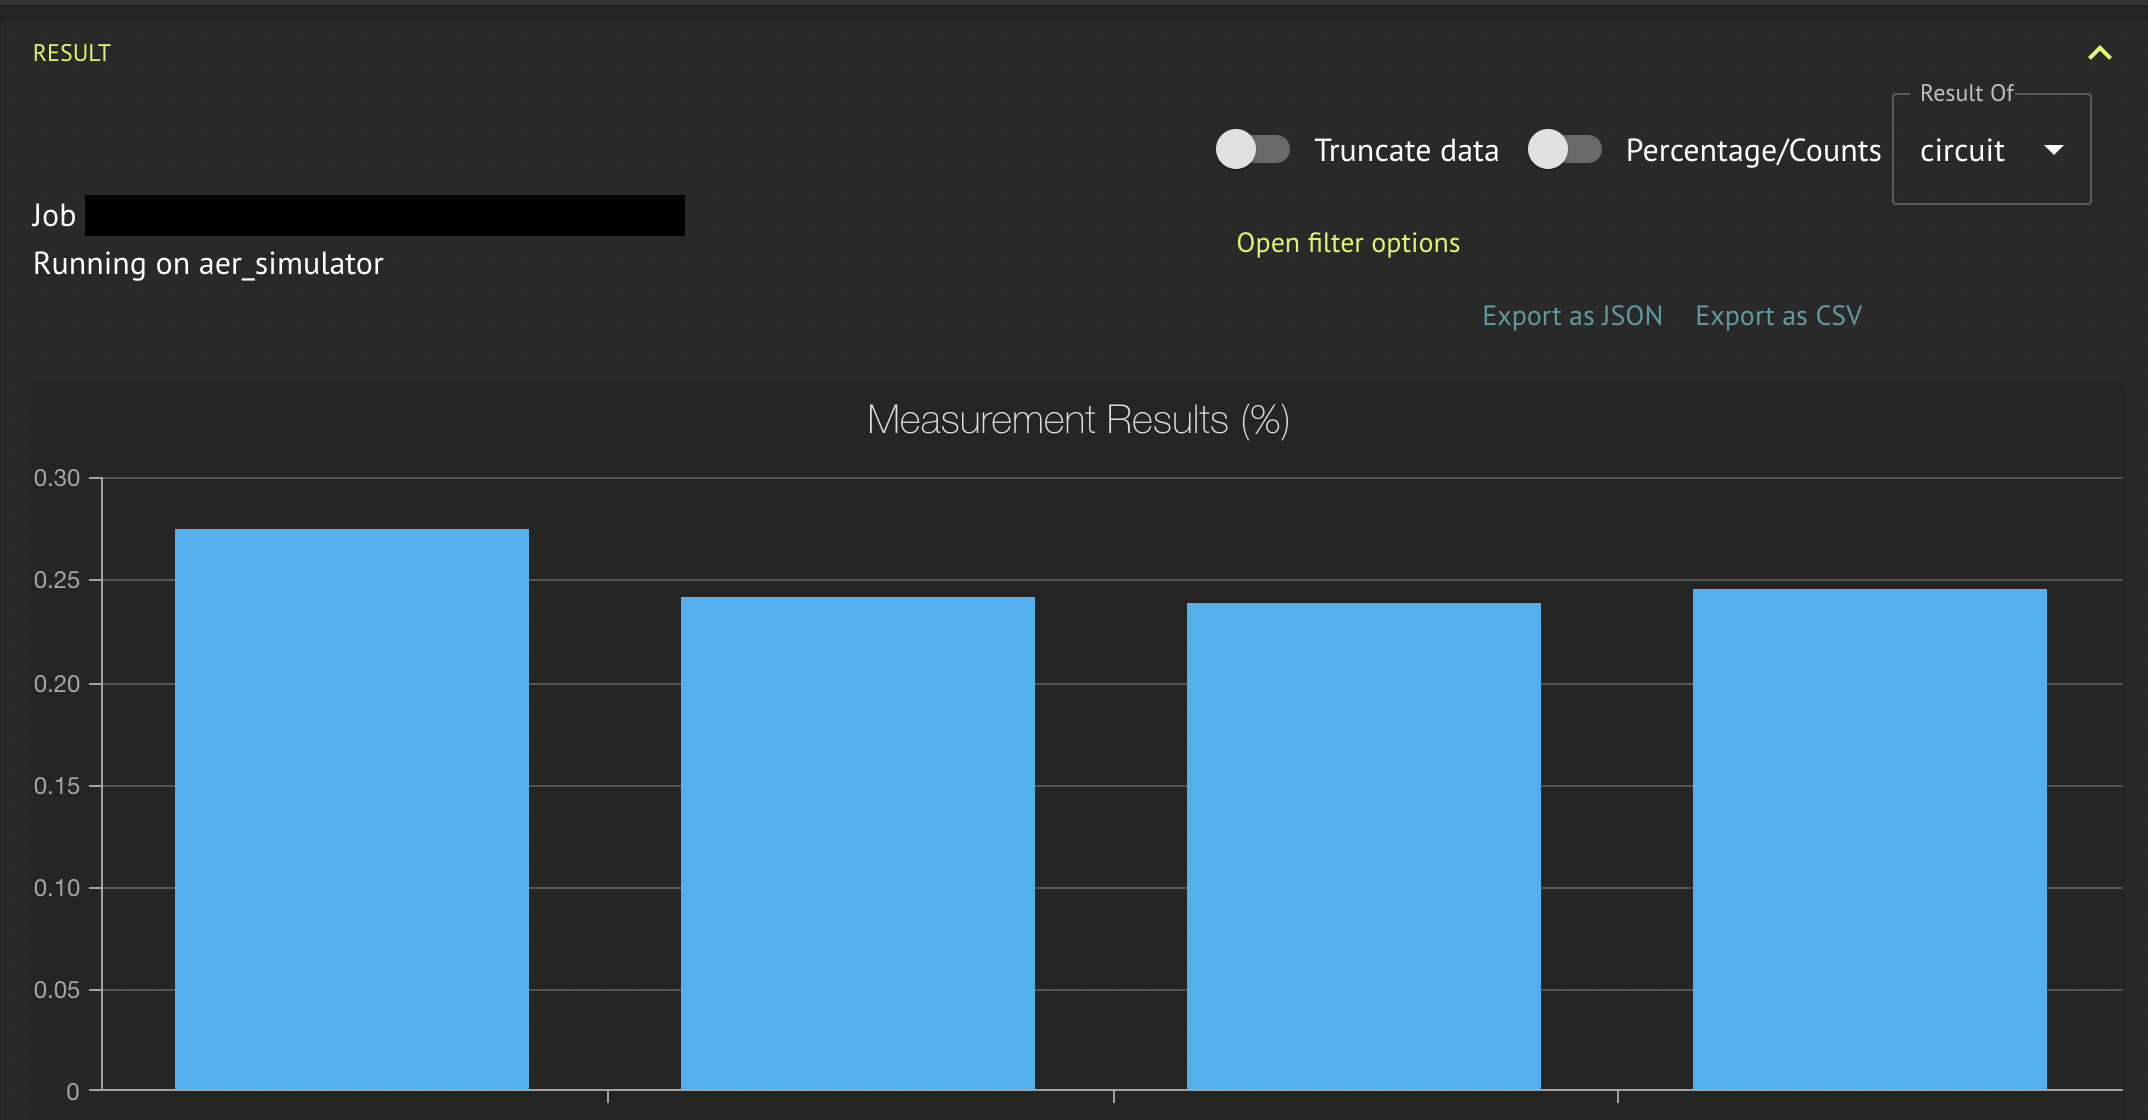 RESULT
Result Of
Truncate data
Percentage/Counts
circuit
Job
Running on aer_simulator
Open filter options
Export as JSON
Export as CSV
Measurement Results (%)
0.30
0.25
0.20
0.15
0.10
0.05
0